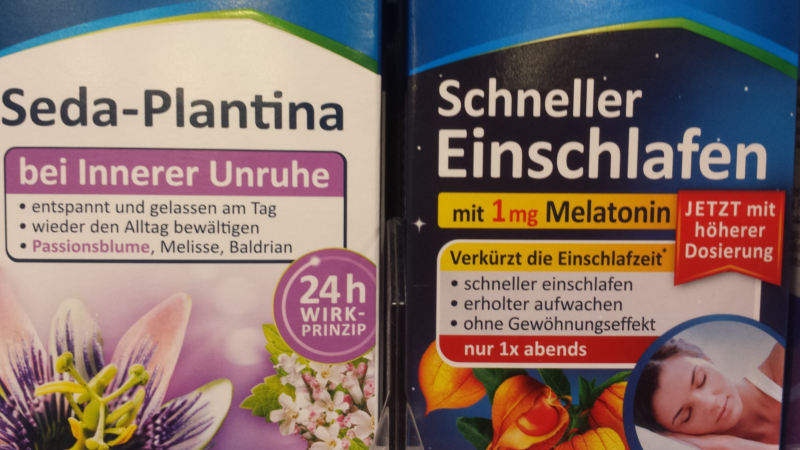 Seda-Plantina
bei Innerer Unruhe
• entspannt und gelassen am Tag
• wieder den Alltag bewältigen
• Passionsblume, Melisse, Baldrian
24h
WIRK-
PRINZIP
Schneller
Einschlafen
mit 1mg Melatonin
JETZT mit
höherer
Dosierung
Verkürzt die Einschlafzeit*
• schneller einschlafen
• erholter aufwachen
• ohne Gewöhnungseffekt
nur 1x abends